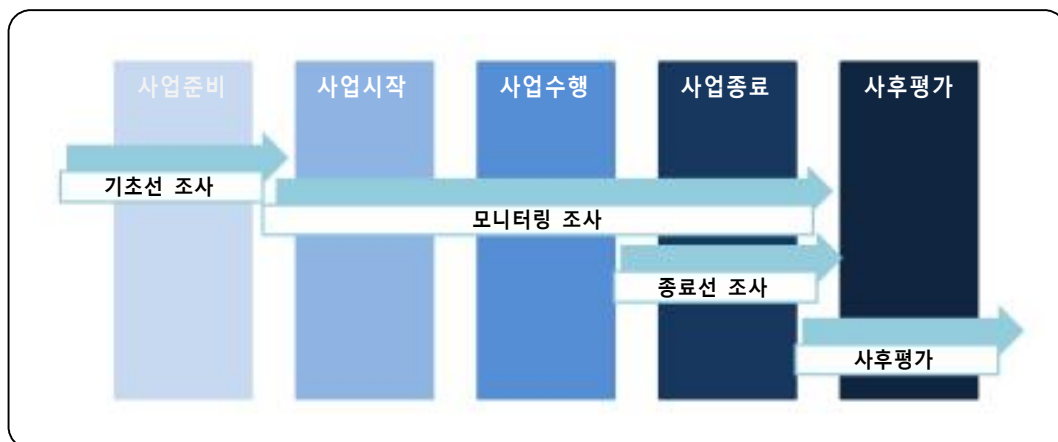 사업준비 사업시작 사업수행 사업종료 사후평가
기초선 조사
모니터링 조사
종료선 조사
사후평가